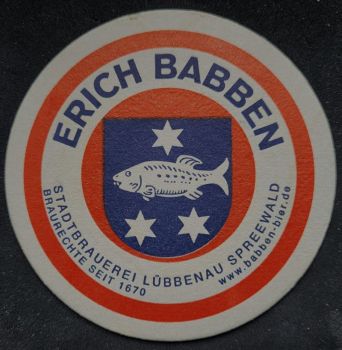 ERICH BABBEN
STADTBRAUEREI LÜBBENAU SPREEWALD
BRAURECHTE SEIT 1670
www.babben-bier.de